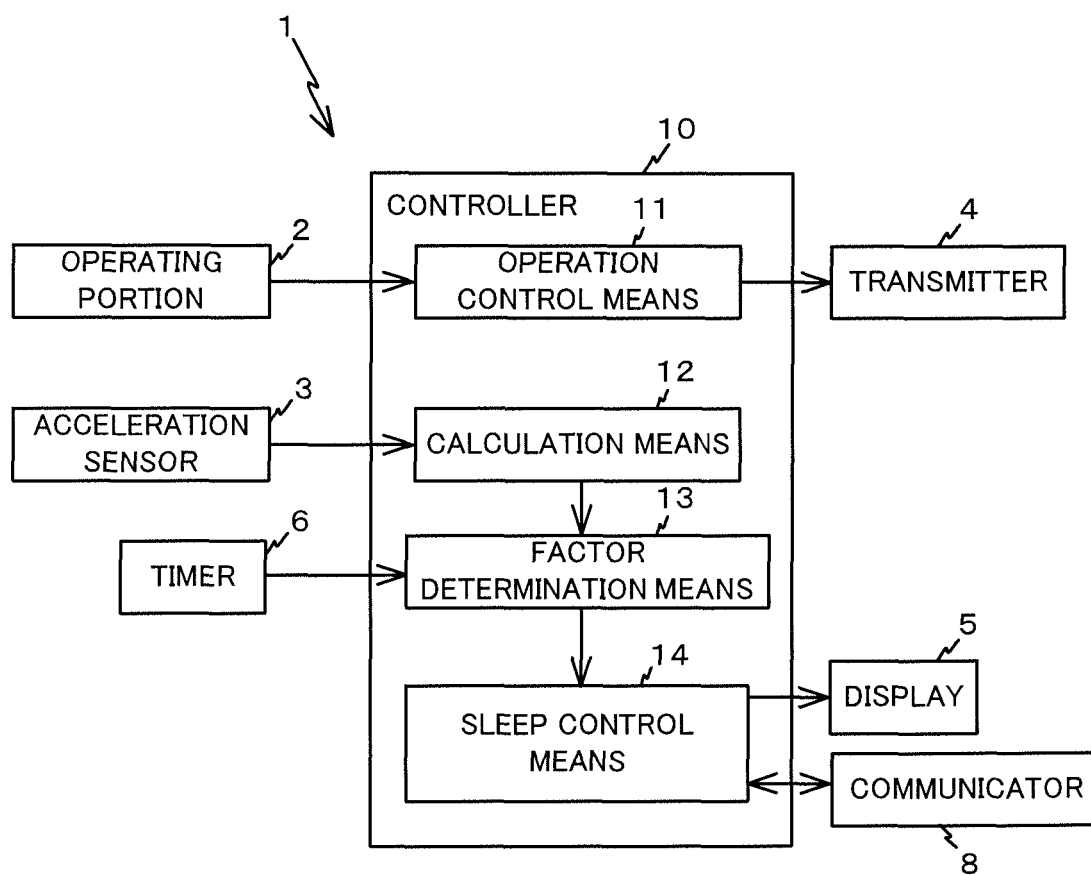 1
10
CONTROLLER
2
OPERATING
PORTION
11
OPERATION
CONTROL MEANS
4
TRANSMITTER
3
ACCELERATION
SENSOR
12
CALCULATION MEANS
6
TIMER
13
FACTOR
DETERMINATION MEANS
14
SLEEP CONTROL
MEANS
5
DISPLAY
COMMUNICATOR
8